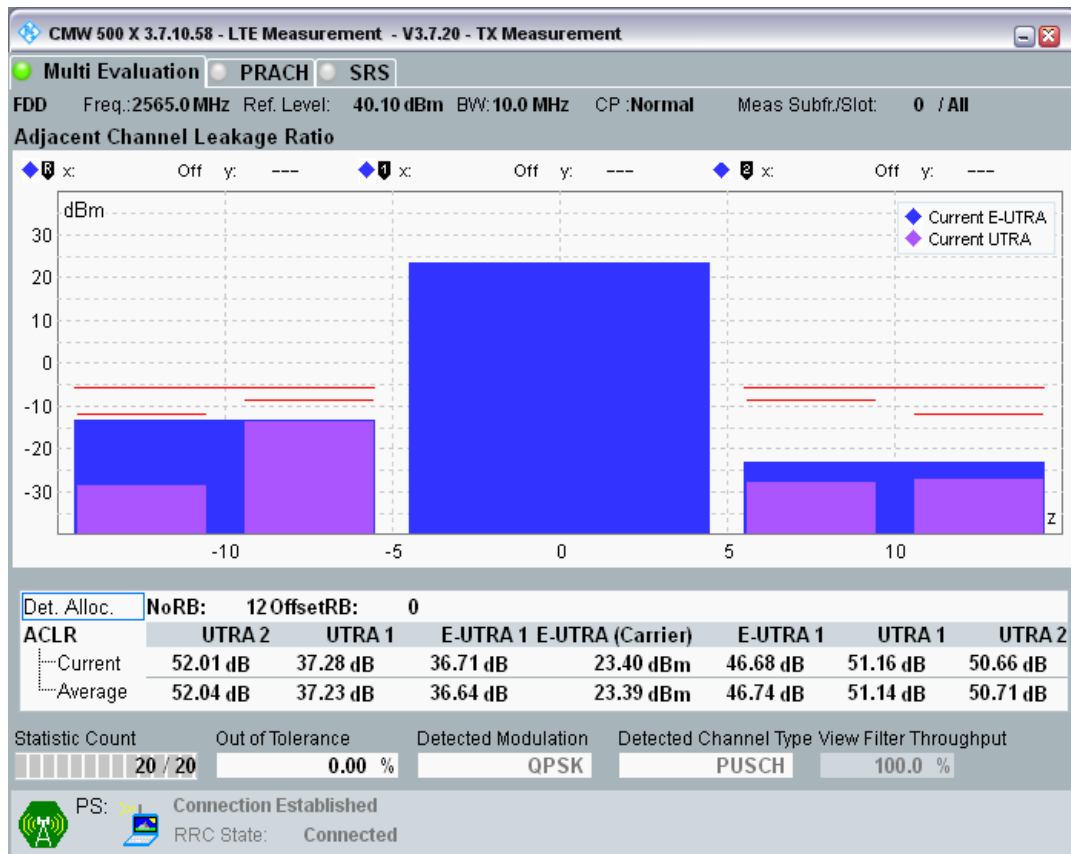 CMW 500 X 3.7.10.58 - LTE Measurement - V3.7.20 - TX Measurement
Multi Evaluation PRACH SRS
FDD Freq.:2565.0 MHz Ref. Level: 40.10 dBm BW: 10.0 MHz CP :Normal Meas Subfr./Slot: 0 / All
Adjacent Channel Leakage Ratio
R x: Off y: --- 1 x: Off y: --- 2 x: Off y: ---
dBm
Current E-UTRA
Current UTRA
30
20
10
0
-10
-20
-30
z
-10 -5 0 5 10
Det. Alloc. NoRB: 12 OffsetRB: 0
ACLR UTRA 2 UTRA 1 E-UTRA 1 E-UTRA (Carrier) E-UTRA 1 UTRA 1 UTRA 2
Current 52.01 dB 37.28 dB 36.71 dB 23.40 dBm 46.68 dB 51.16 dB 50.66 dB
Average 52.04 dB 37.23 dB 36.64 dB 23.39 dBm 46.74 dB 51.14 dB 50.71 dB
Statistic Count Out of Tolerance Detected Modulation Detected Channel Type View Filter Throughput
20 / 20 0.00 % QPSK PUSCH 100.0 %
PS: Connection Established
RRC State: Connected